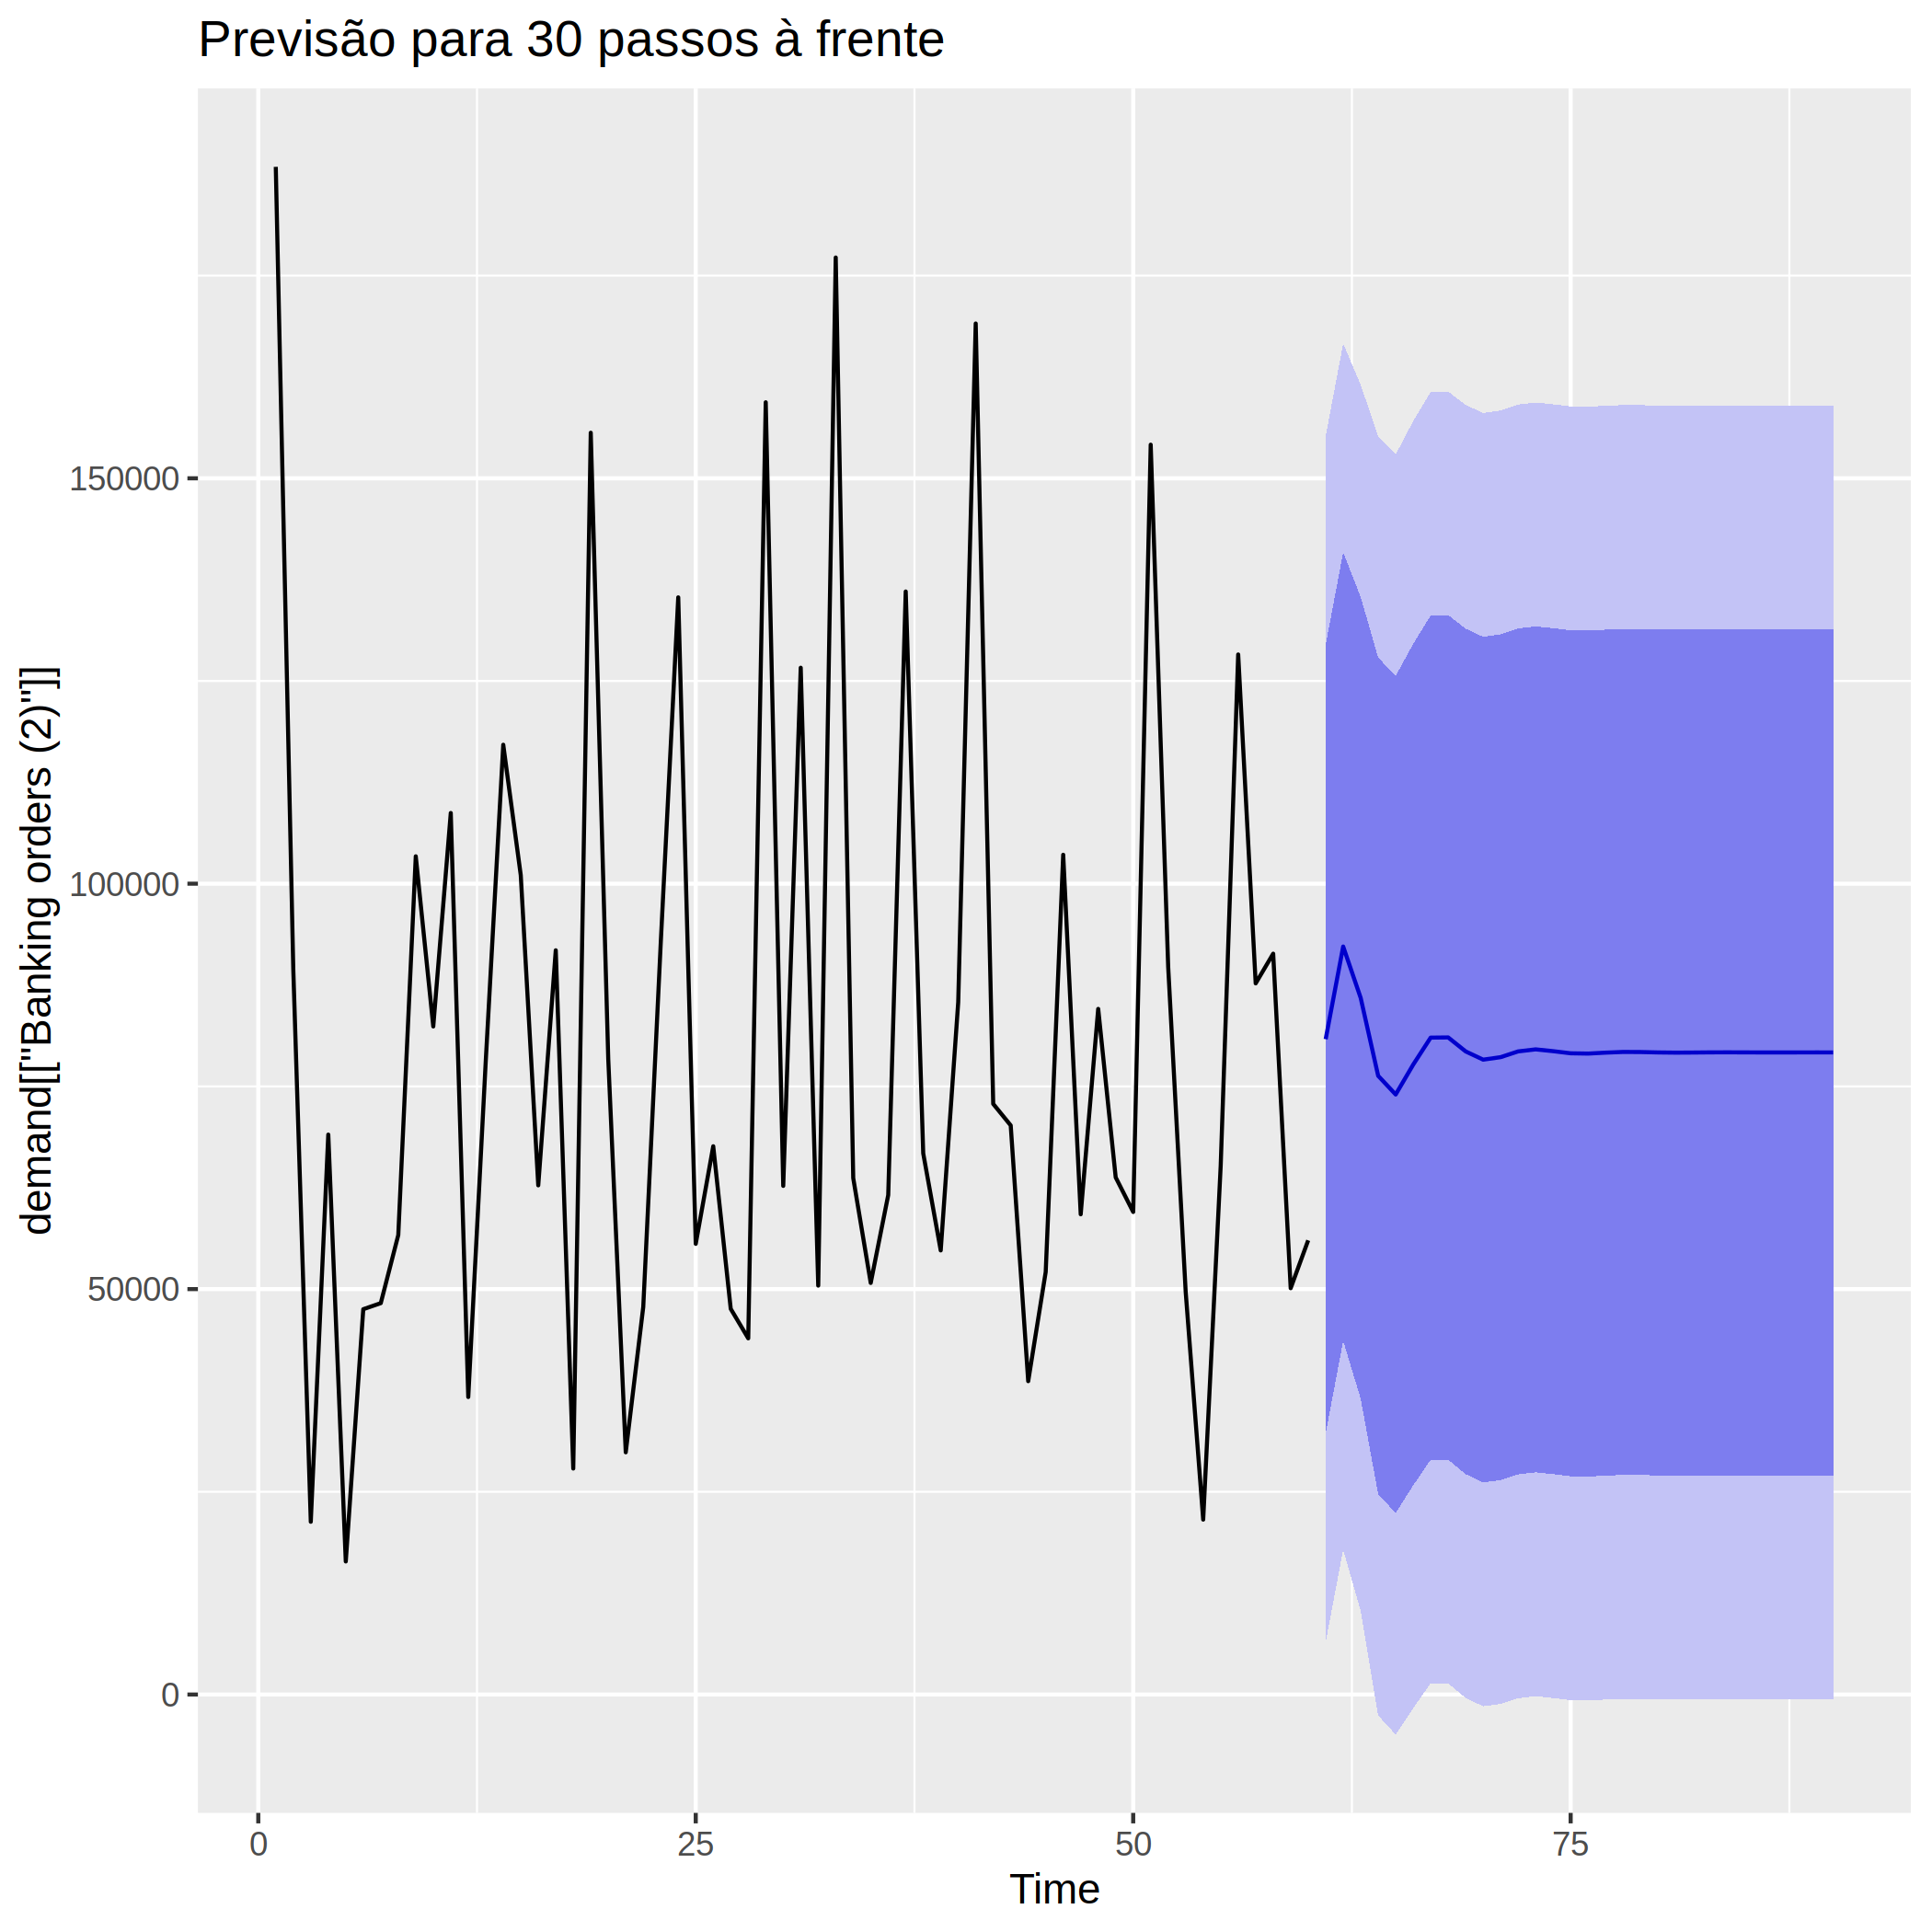 Previsão para 30 passos à frente
demand[["Banking orders (2)"]]
150000
100000
50000
0
0
25
50
75
Time